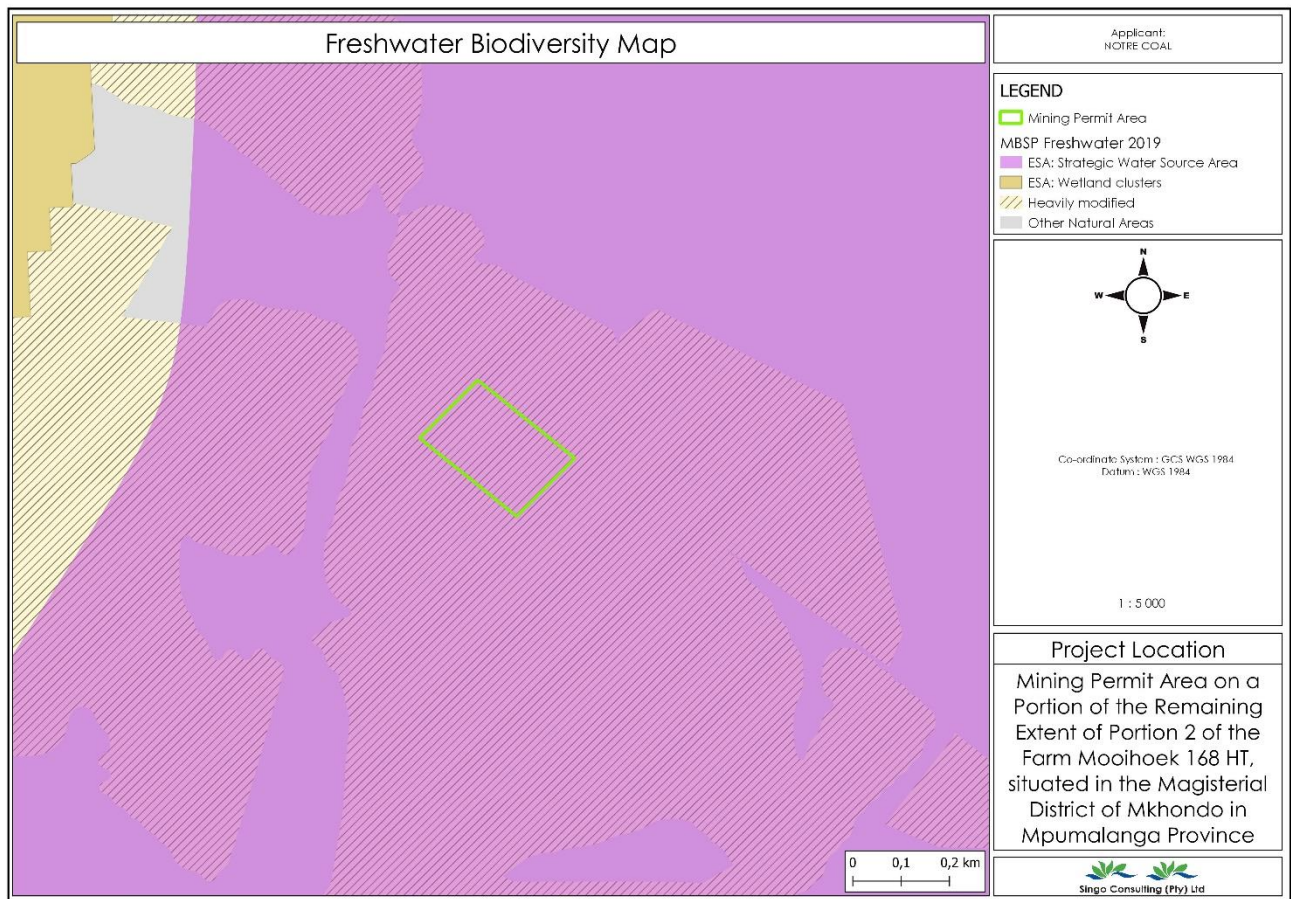 Freshwater Biodiversity Map
Applicant:
NOTRE COAL
LEGEND
Mining Permit Area
MBSP Freshwater 2019
ESA: Strategic Water Source Area
ESA: Wetland clusters
Heavily modified
Other Natural Areas
N
W E
S
Co-ordinate System : GCS WGS 1984
Datum : WGS 1984
1 : 5 000
Project Location
Mining Permit Area on a
Portion of the Remaining
Extent of Portion 2 of the
Farm Mooihoek 168 HT,
situated in the Magisterial
District of Mkhondo in
Mpumalanga Province
0 0,1 0,2 km
Singo Consulting (Pty) Ltd